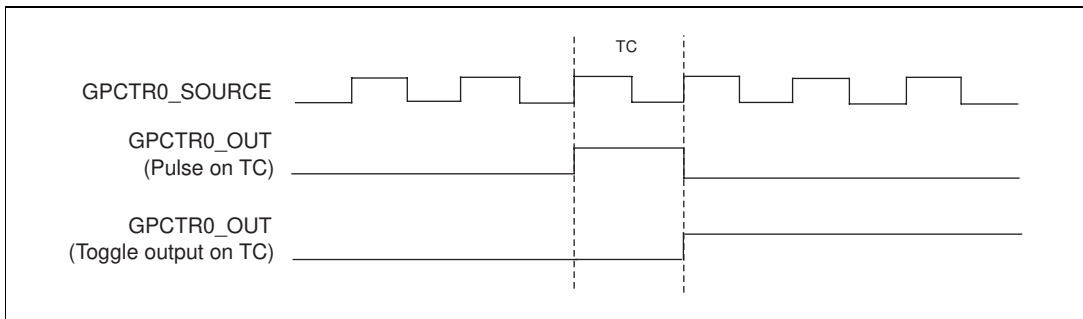 TC
GPCTR0_SOURCE
GPCTR0_OUT
(Pulse on TC)
GPCTR0_OUT
(Toggle output on TC)